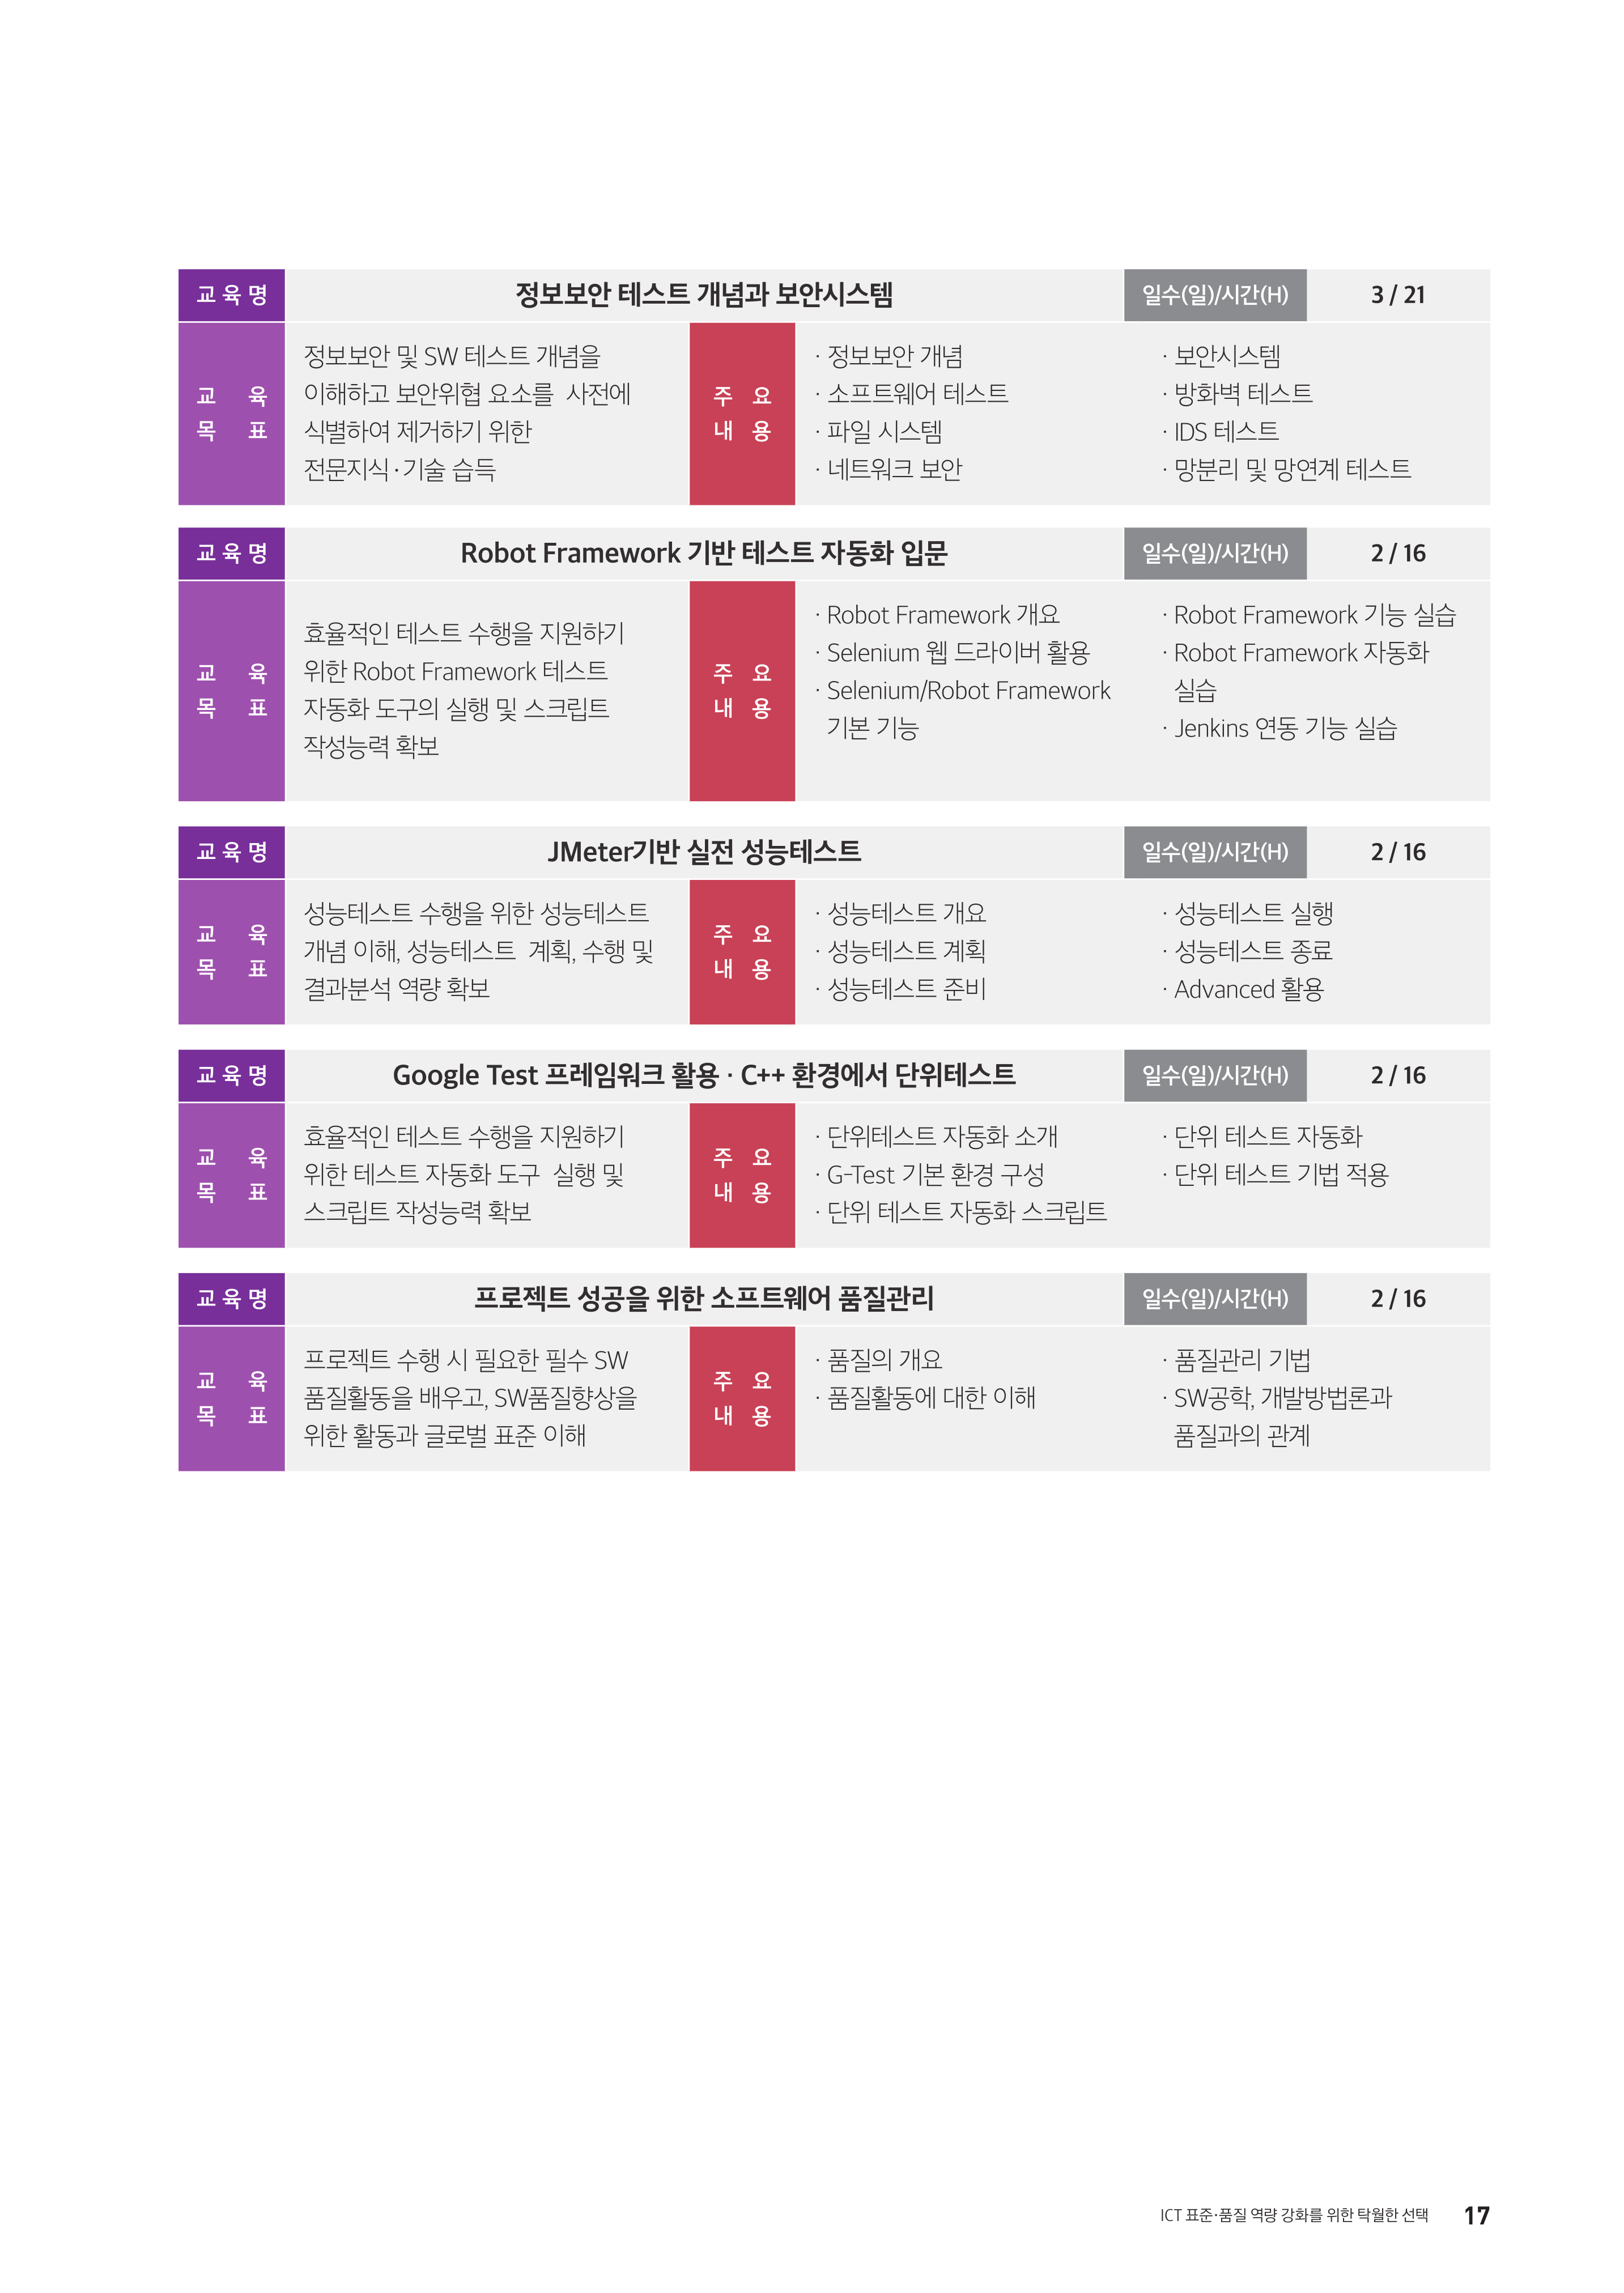 교육명 정보보안 테스트 개념과 보안시스템 일수(일)/시간(H) 3 / 21
교육
목표
정보보안 및 SW 테스트 개념을
이해하고 보안위협 요소를 사전에
식별하여 제거하기 위한
전문지식·기술 습득
주요
내용
· 정보보안 개념
· 소프트웨어 테스트
· 파일 시스템
· 네트워크 보안
· 보안시스템
· 방화벽 테스트
· IDS 테스트
· 망분리 및 망연계 테스트
교육명 Robot Framework 기반 테스트 자동화 입문 일수(일)/시간(H) 2 / 16
교육
목표
효율적인 테스트 수행을 지원하기
위한 Robot Framework 테스트
자동화 도구의 실행 및 스크립트
작성능력 확보
주요
내용
· Robot Framework 개요
· Selenium 웹 드라이버 활용
· Selenium/Robot Framework
기본 기능
· Robot Framework 기능 실습
· Robot Framework 자동화
실습
· Jenkins 연동 기능 실습
교육명 JMeter기반 실전 성능테스트 일수(일)/시간(H) 2 / 16
교육
목표
성능테스트 수행을 위한 성능테스트
개념 이해, 성능테스트 계획, 수행 및
결과분석 역량 확보
주요
내용
· 성능테스트 개요
· 성능테스트 계획
· 성능테스트 준비
· 성능테스트 실행
· 성능테스트 종료
· Advanced 활용
교육명 Google Test 프레임워크 활용 · C++ 환경에서 단위테스트 일수(일)/시간(H) 2 / 16
교육
목표
효율적인 테스트 수행을 지원하기
위한 테스트 자동화 도구 실행 및
스크립트 작성능력 확보
주요
내용
· 단위테스트 자동화 소개
· G-Test 기본 환경 구성
· 단위 테스트 자동화 스크립트
· 단위 테스트 자동화
· 단위 테스트 기법 적용
교육명 프로젝트 성공을 위한 소프트웨어 품질관리 일수(일)/시간(H) 2 / 16
교육
목표
프로젝트 수행 시 필요한 필수 SW
품질활동을 배우고, SW품질향상을
위한 활동과 글로벌 표준 이해
주요
내용
· 품질의 개요
· 품질활동에 대한 이해
· 품질관리 기법
· SW공학, 개발방법론과
품질과의 관계
ICT 표준·품질 역량 강화를 위한 탁월한 선택 17